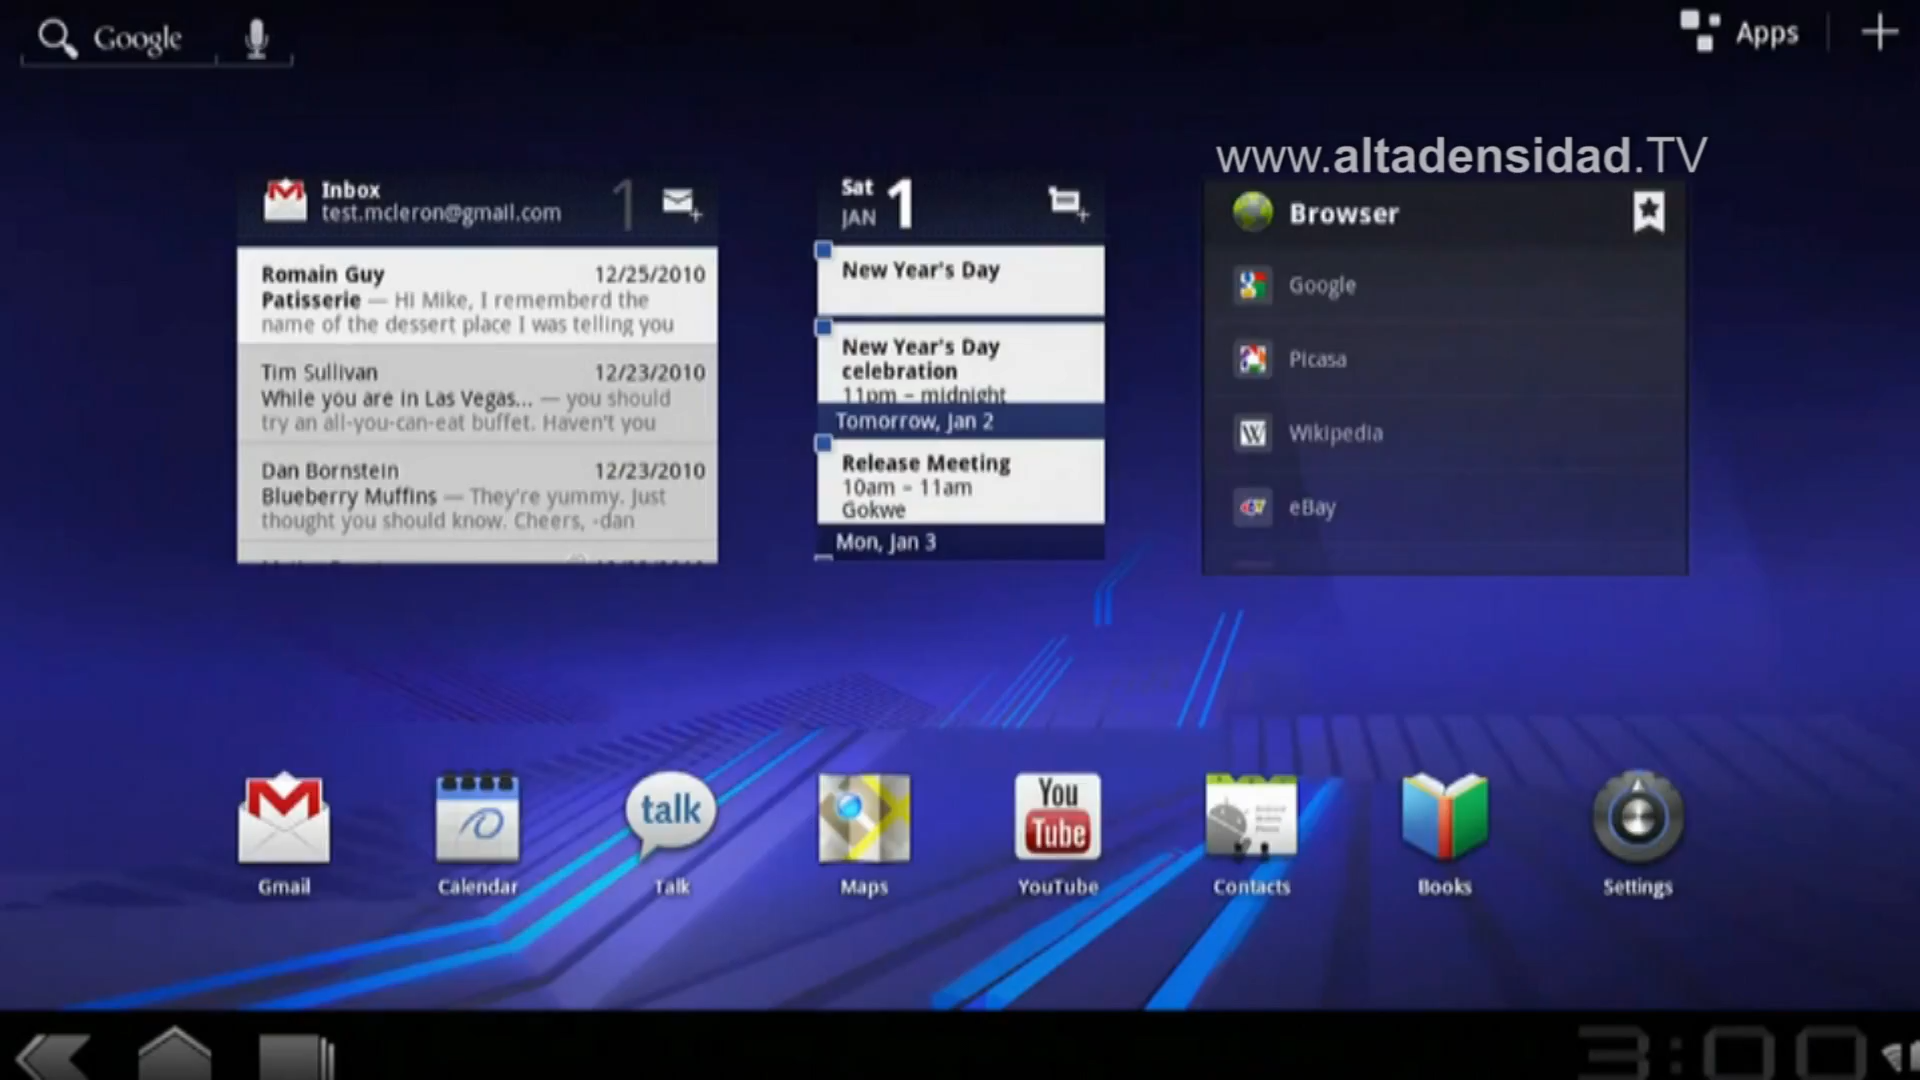 Google
Apps
www.altadensidad.TV
Inbox
test.mcleron@gmail.com
1
Romain Guy 12/25/2010
Patisserie — Hi Mike, I rememberd the
name of the dessert place I was telling you
Tim Sullivan 12/23/2010
While you are in Las Vegas... — you should
try an all-you-can-eat buffet. Haven't you
Dan Bornstein 12/23/2010
Blueberry Muffins — They're yummy. Just
thought you should know. Cheers, -dan
Sat
JAN
1
New Year's Day
New Year's Day
celebration
11pm – midnight
Tomorrow, Jan 2
Release Meeting
10am – 11am
Gokwe
Mon, Jan 3
Browser
Google
Picasa
W Wikipedia
eBay
talk
You
Tube
Gmail
Calendar
Talk
Maps
YouTube
Contacts
Books
Settings
3:00